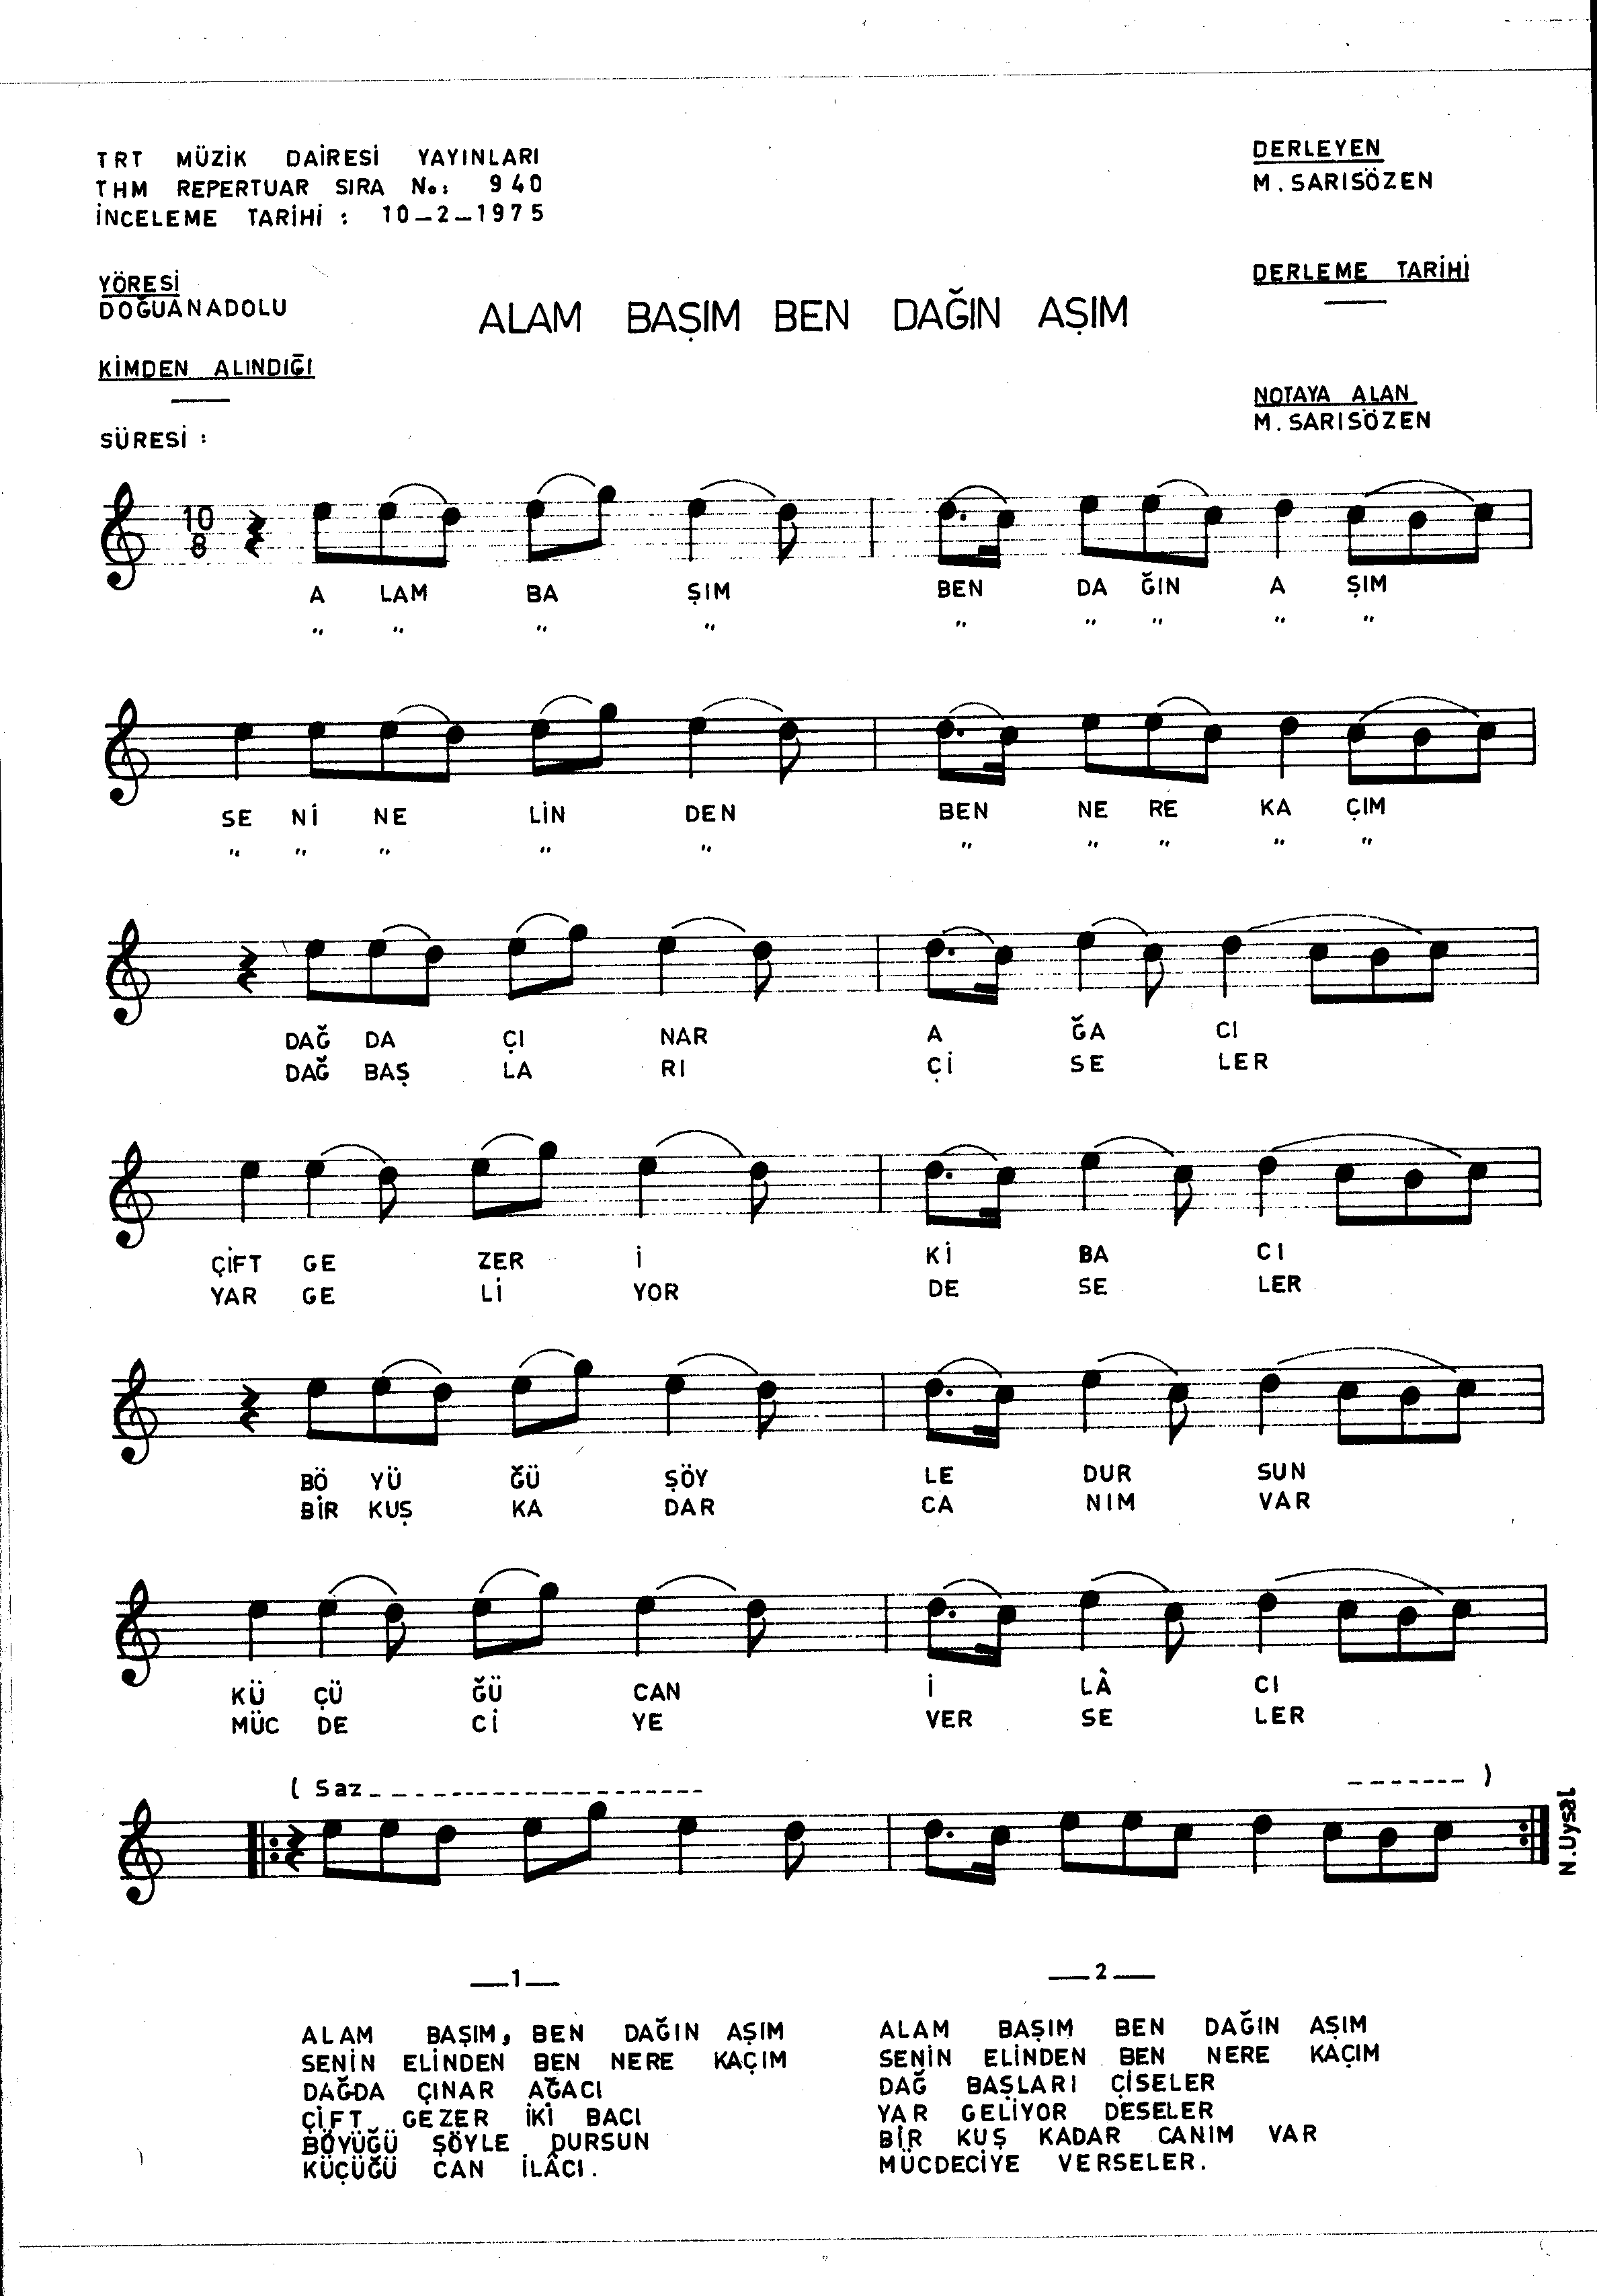 TRT MÜZİK DAİRESİ YAYINLARI
THM REPERTUAR SIRA No: 940
İNCELEME TARİHİ : 10_2_1975
DERLEYEN
M. SARISÖZEN
YÖRESİ
DOĞUANADOLU
DERLEME TARİHİ
ALAM BAŞIM BEN DAĞIN AŞIM
KİMDEN ALINDIĞI
NOTAYA ALAN
M. SARISÖZEN
SÜRESİ :
10
8
A LAM BA ŞIM BEN DA ĞIN A ŞIM
" " " " " " " " "
SE Nİ NE LİN DEN BEN NE RE KA ÇIM
" " " " " " " " " "
DAĞ DA ÇI NAR A ĞA CI
DAĞ BAŞ LA RI Çİ SE LER
ÇİFT GE ZER İ Kİ BA CI
YAR GE Lİ YOR DE SE LER
BÖ YÜ ĞÜ ŞÖY LE DUR SUN
BİR KUŞ KA DAR CA NIM VAR
KÜ ÇÜ ĞÜ CAN İ LÂ CI
MÜC DE Cİ YE VER SE LER
( Saz_ _ _ _ _ _ _ _ _ _ _ _ _ _ _ _ _ _ _ _ _ )
N.Uysal
__1__
ALAM BAŞIM, BEN DAĞIN AŞIM
SENİN ELİNDEN BEN NERE KAÇIM
DAĞDA ÇINAR AĞACI
ÇİFT GEZER İKİ BACI
BÖYÜĞÜ ŞÖYLE DURSUN
KÜÇÜĞÜ CAN İLÂCI.
__2__
ALAM BAŞIM BEN DAĞIN AŞIM
SENİN ELİNDEN BEN NERE KAÇIM
DAĞ BAŞLARI ÇİSELER
YAR GELİYOR DESELER
BİR KUŞ KADAR CANIM VAR
MÜCDECİYE VERSELER.